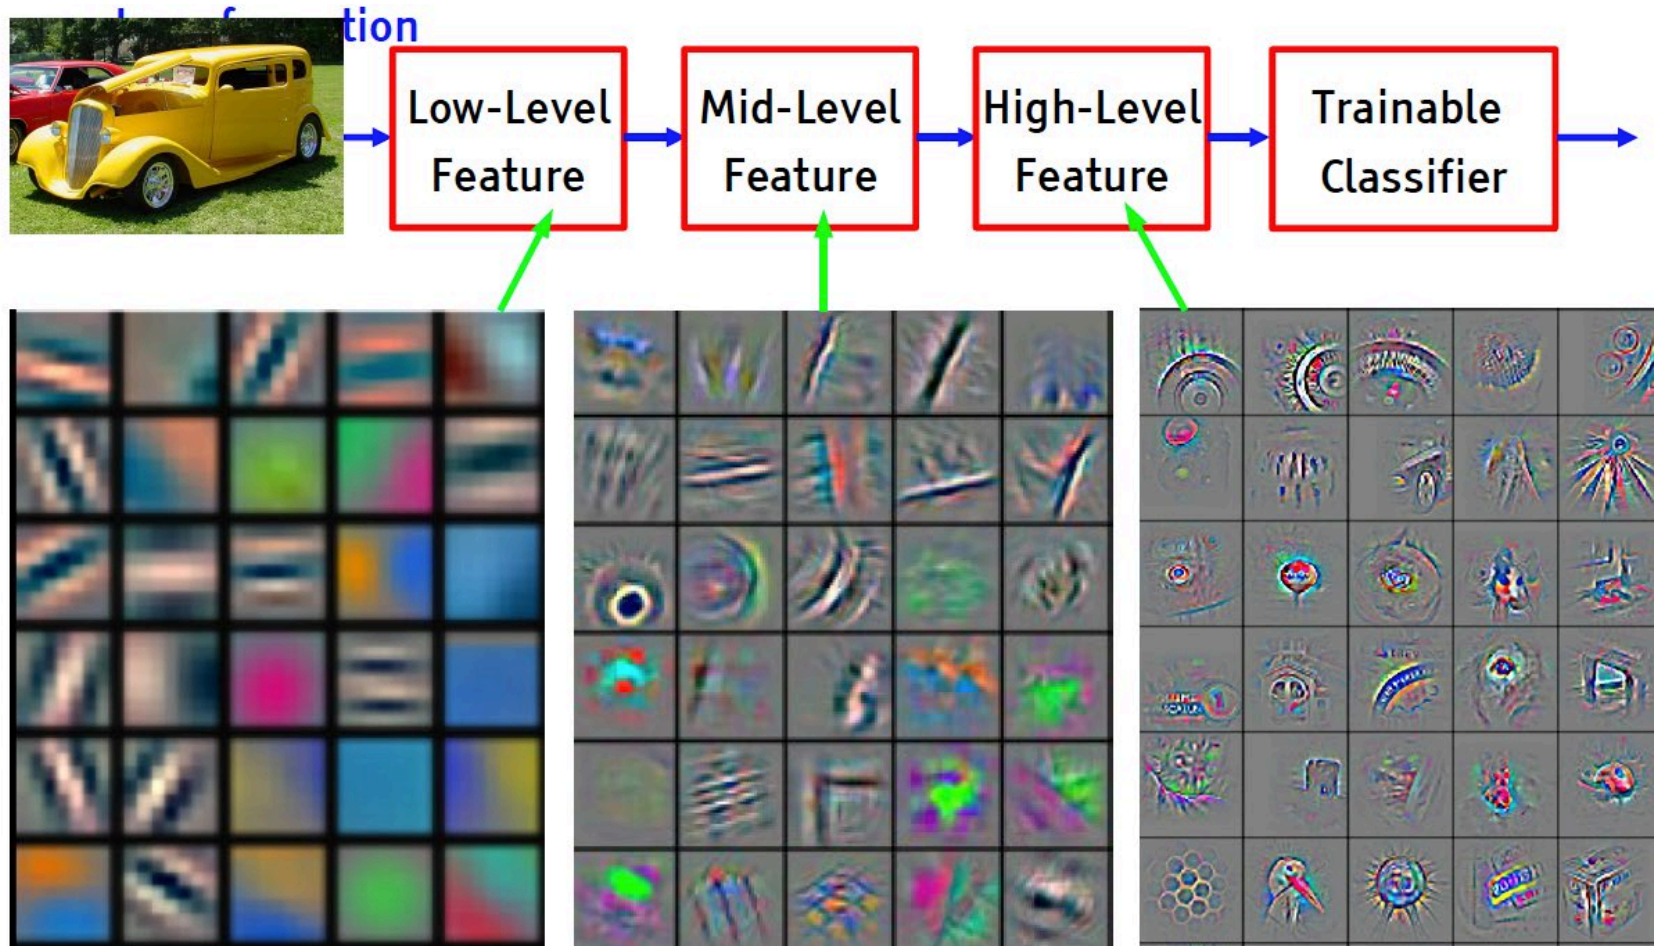 tion
Low-Level
Feature
Mid-Level
Feature
High-Level
Feature
Trainable
Classifier